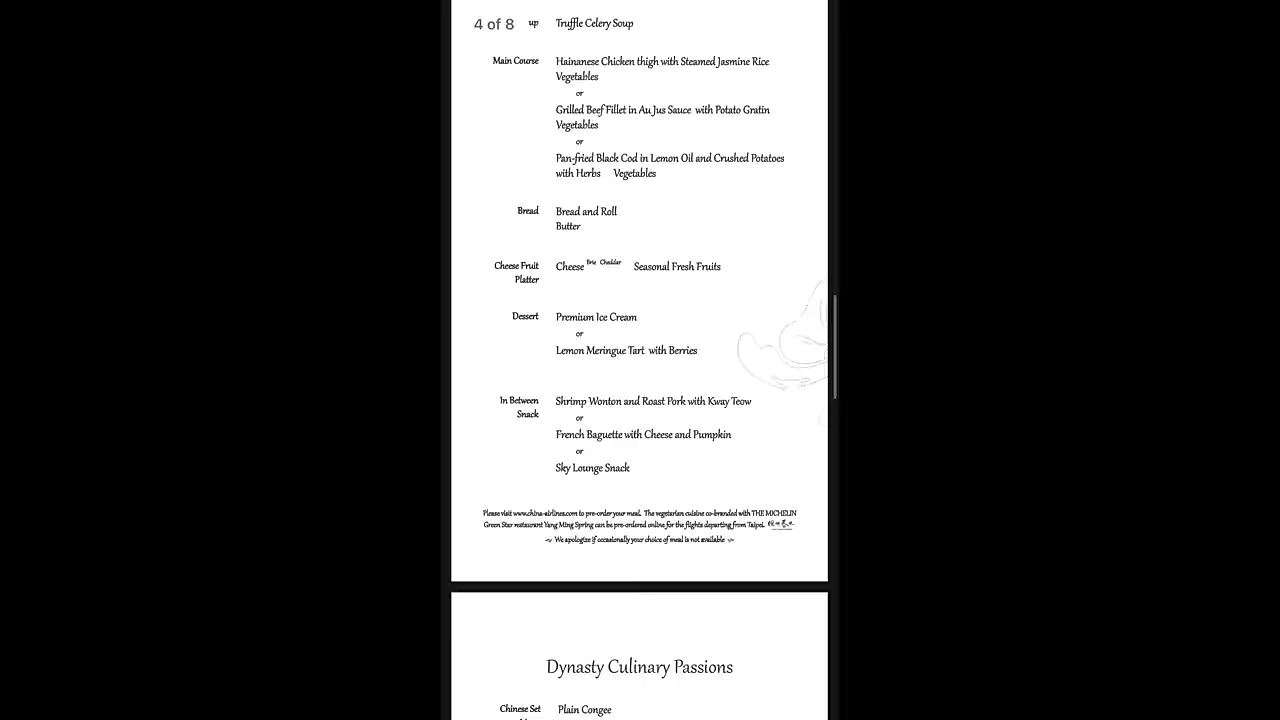 4 of 8 up Truffle Celery Soup
Main Course Hainanese Chicken thigh with Steamed Jasmine Rice
Vegetables
or
Grilled Beef Fillet in Au Jus Sauce with Potato Gratin
Vegetables
or
Pan-fried Black Cod in Lemon Oil and Crushed Potatoes
with Herbs Vegetables
Bread Bread and Roll
Butter
Cheese Fruit Cheese Brie Cheddar Seasonal Fresh Fruits
Platter
Dessert Premium Ice Cream
or
Lemon Meringue Tart with Berries
In Between Shrimp Wonton and Roast Pork with Kway Teow
Snack
or
French Baguette with Cheese and Pumpkin
or
Sky Lounge Snack
Please visit www.china-airlines.com to pre-order your meal. The vegetarian cuisine co-branded with THE MICHELIN
Green Star restaurant Yang Ming Spring can be pre-ordered online for the flights departing from Taipei.
We apologize if occasionally your choice of meal is not available
Dynasty Culinary Passions
Chinese Set Plain Congee